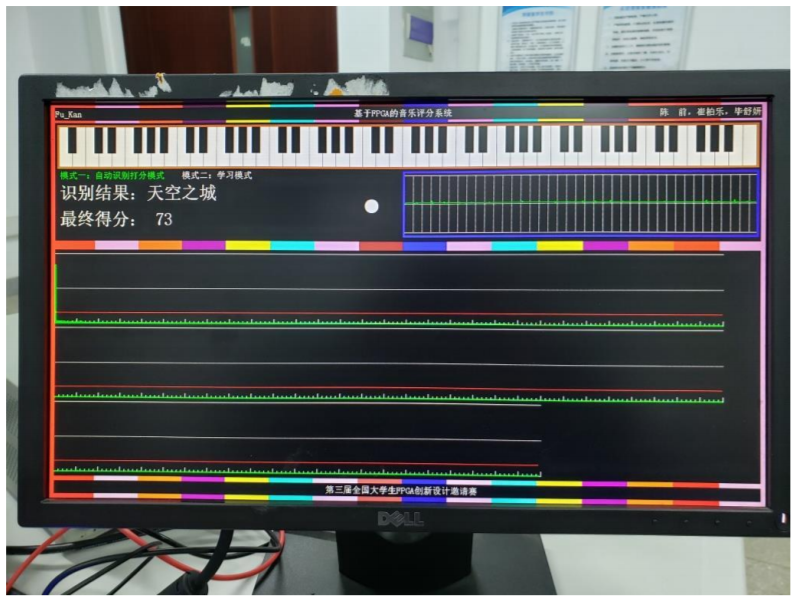 Fu_Kan
基于FPGA的音乐评分系统
陈 前，崔柏乐，毕舒妍
模式一：自动识别打分模式 模式二：学习模式
识别结果：天空之城
最终得分： 73
第三届全国大学生FPGA创新设计邀请赛
DELL